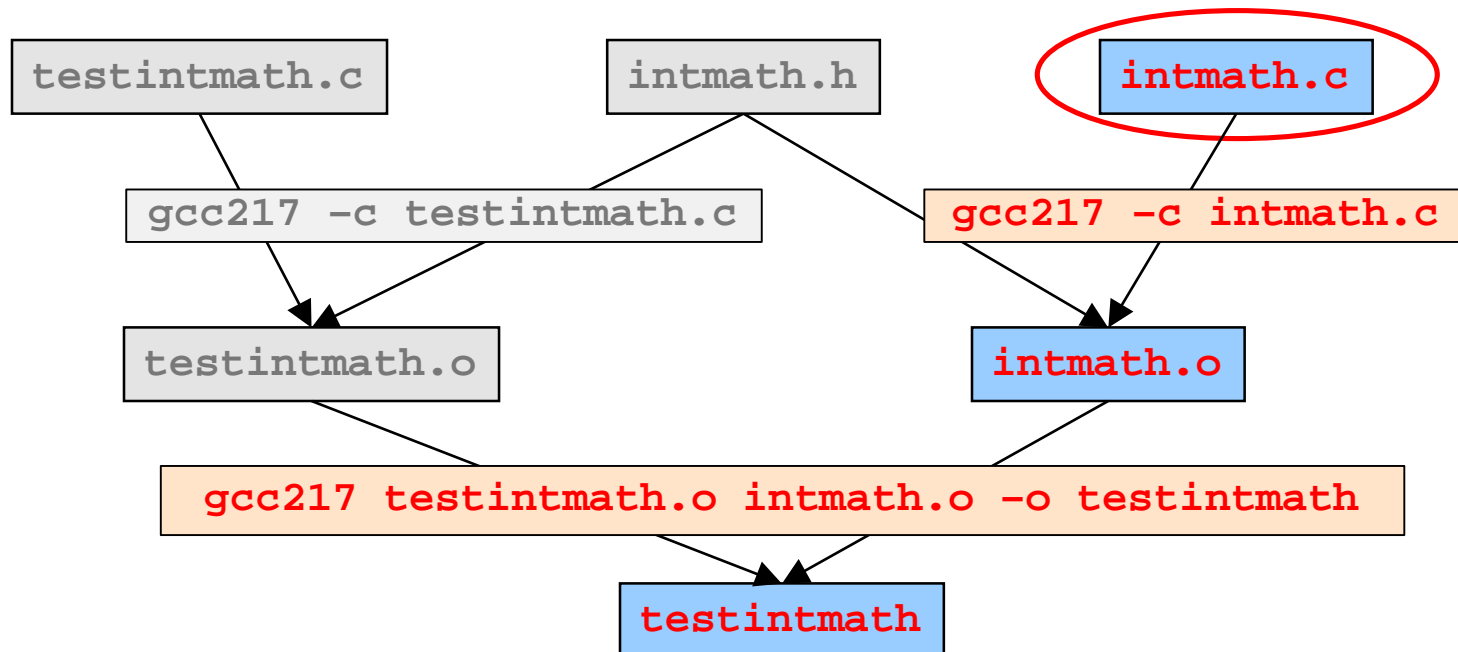 testintmath.c
intmath.h
intmath.c
gcc217 –c testintmath.c
gcc217 –c intmath.c
testintmath.o
intmath.o
gcc217 testintmath.o intmath.o –o testintmath
testintmath